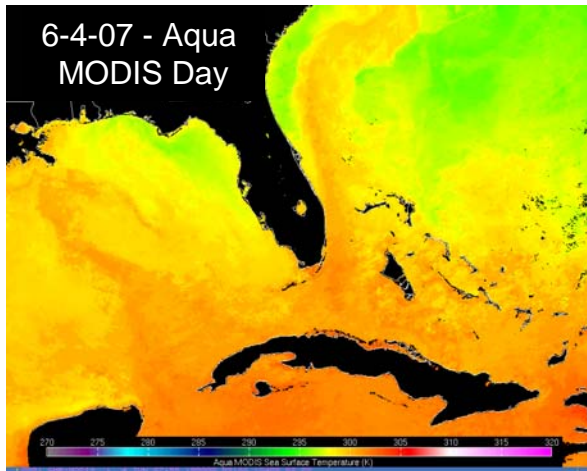 6-4-07 - Aqua
MODIS Day
270 275 280 285 290 295 300 305 310 315 320
Aqua MODIS Sea Surface Temperature (K)